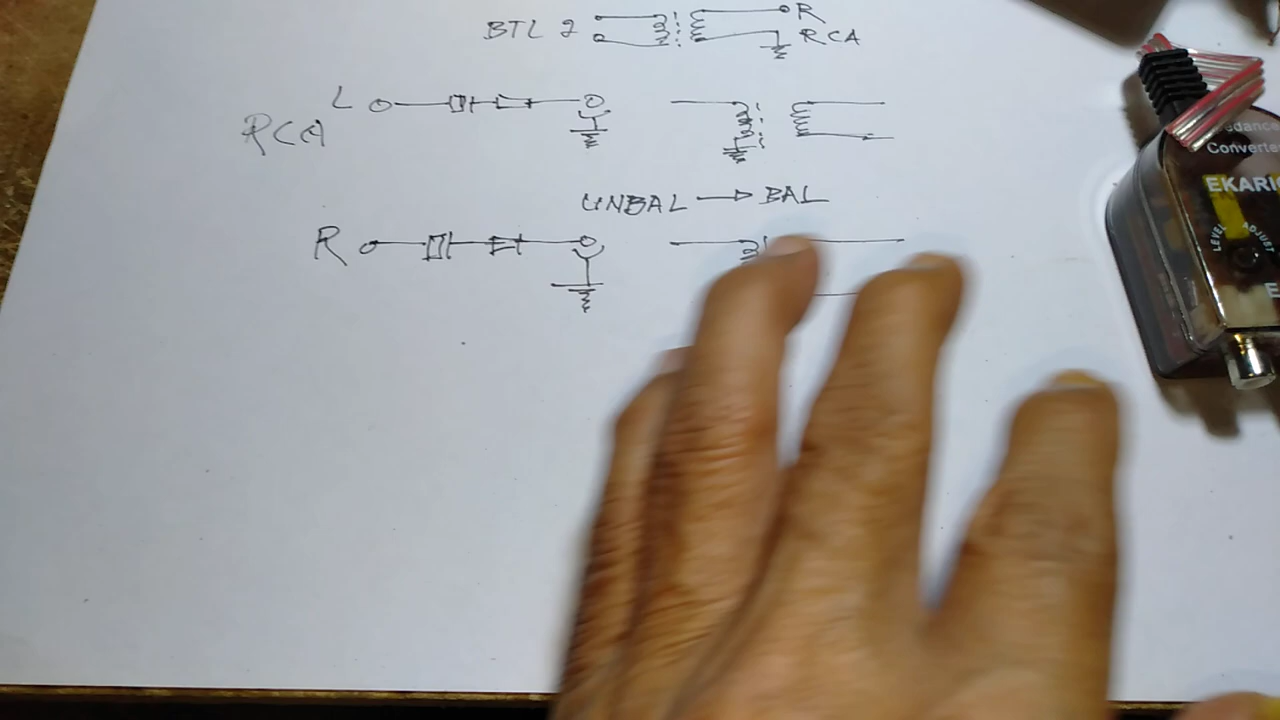 BTL 2 R
RCA
L
RCA
UNBAL → BAL
R
Converter
EKARI
LEVEL ADJUST